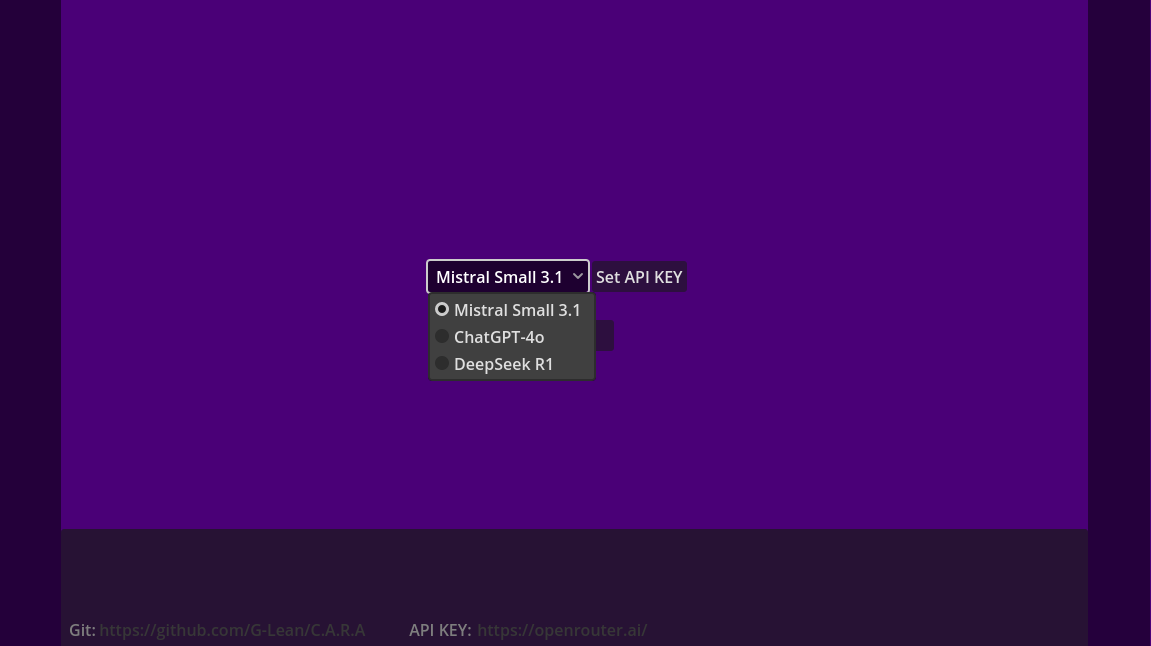 Mistral Small 3.1 Set API KEY
Mistral Small 3.1
ChatGPT-4o
DeepSeek R1
Git: https://github.com/G-Lean/C.A.R.A API KEY: https://openrouter.ai/